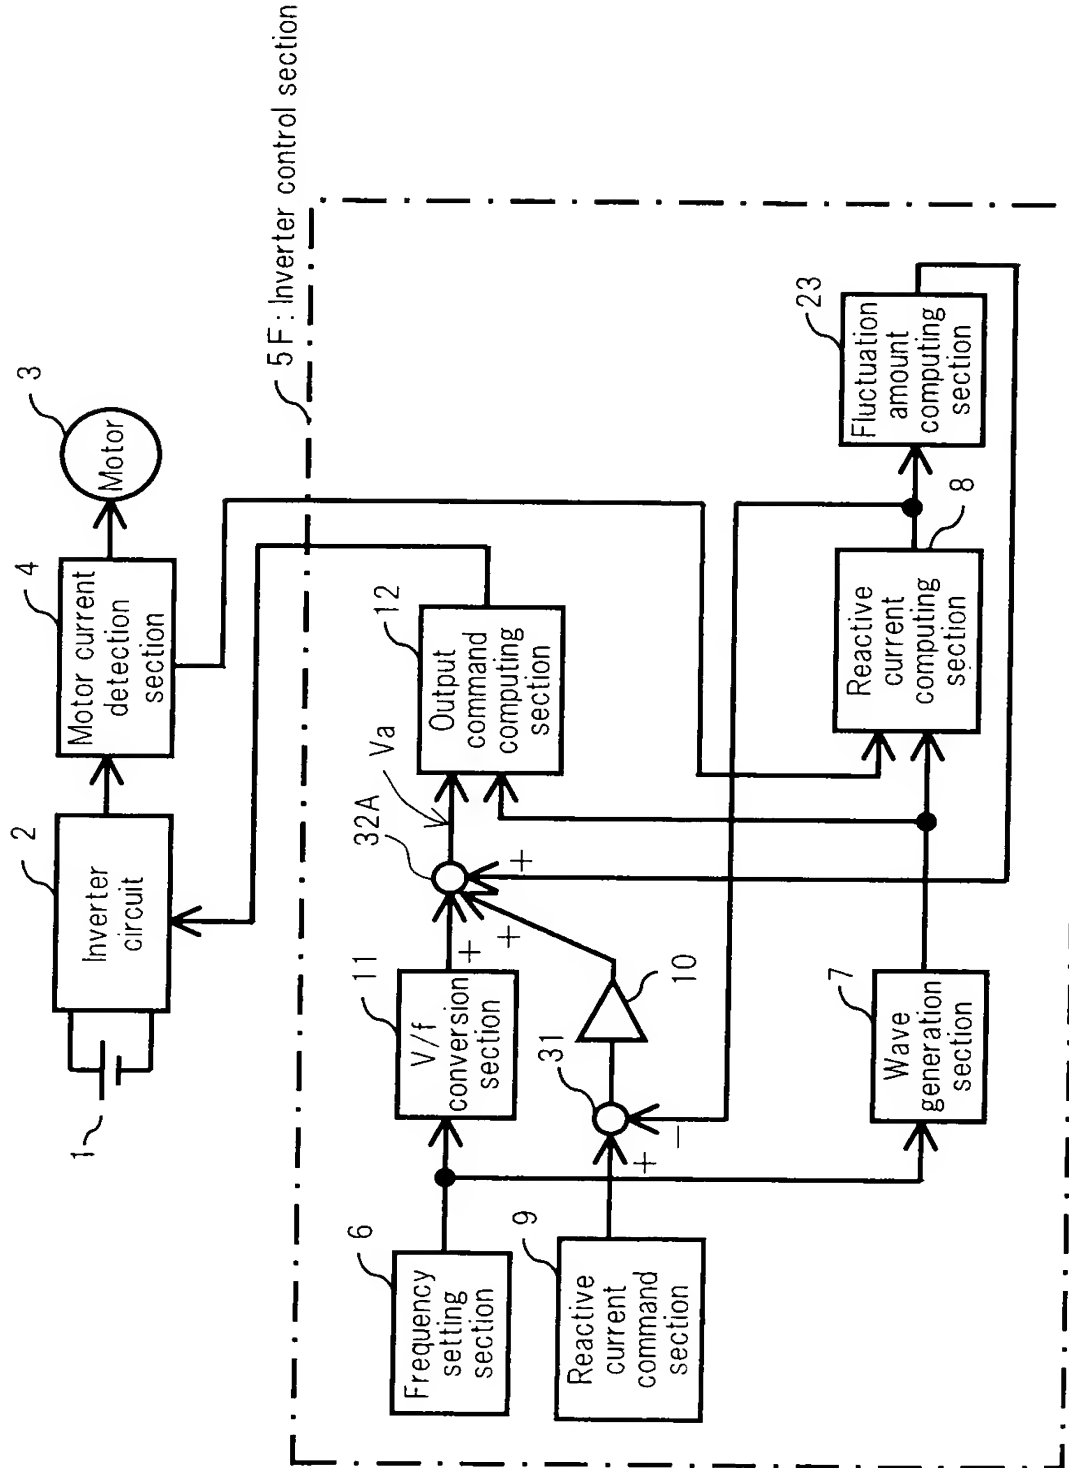 1
2
Inverter
circuit
4
Motor current
detection
section
3
Motor
5F: Inverter control section
6
Frequency
setting
section
11
V/f
conversion
section
+
32A
Va
+
+
12
Output
command
computing
section
9
Reactive
current
command
section
31
+
−
10
7
Wave
generation
section
8
Reactive
current
computing
section
23
Fluctuation
amount
computing
section